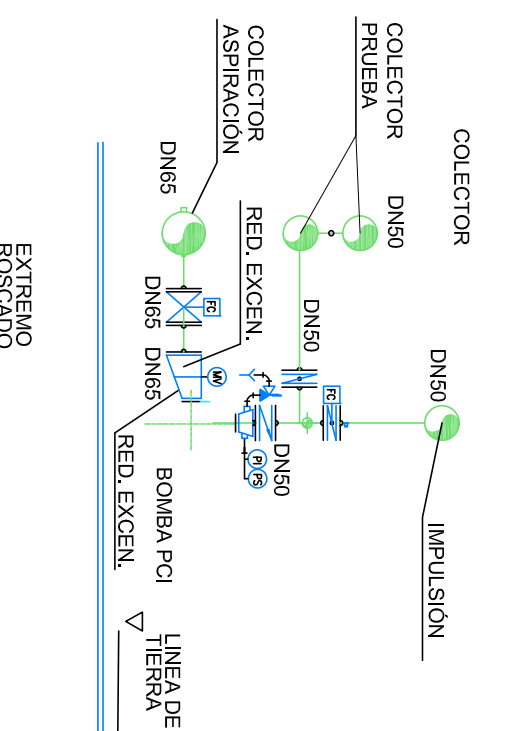 COLECTOR
COLECTOR
PRUEBA
COLECTOR
ASPIRACIÓN
DN50
DN65
RED. EXCEN.
DN50
DN50
DN65
FC
DN65
MV
FC
DN50
PI
PS
RED. EXCEN.
BOMBA PCI
IMPULSIÓN
LINEA DE
TIERRA
EXTREMO
ROSCADO